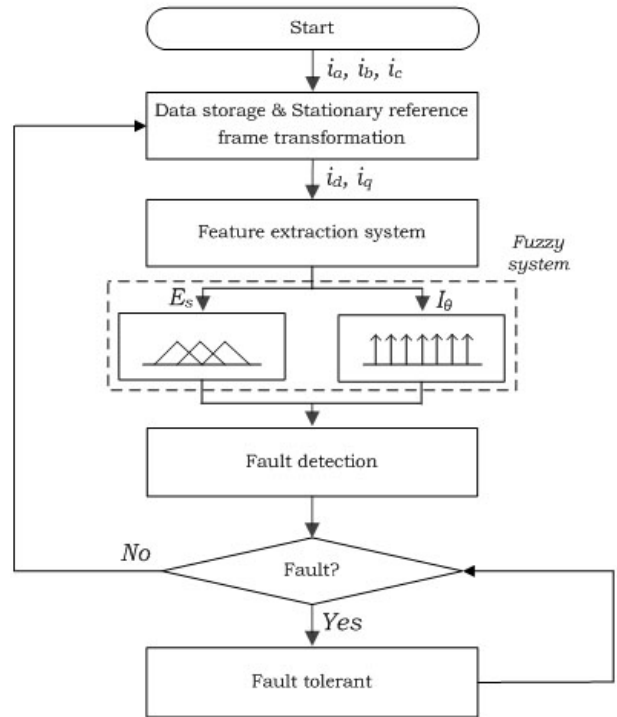 Start
i_a, i_b, i_c
Data storage & Stationary reference
frame transformation
i_d, i_q
Feature extraction system
Fuzzy
system
E_s
I_θ
Fault detection
No
Fault?
Yes
Fault tolerant